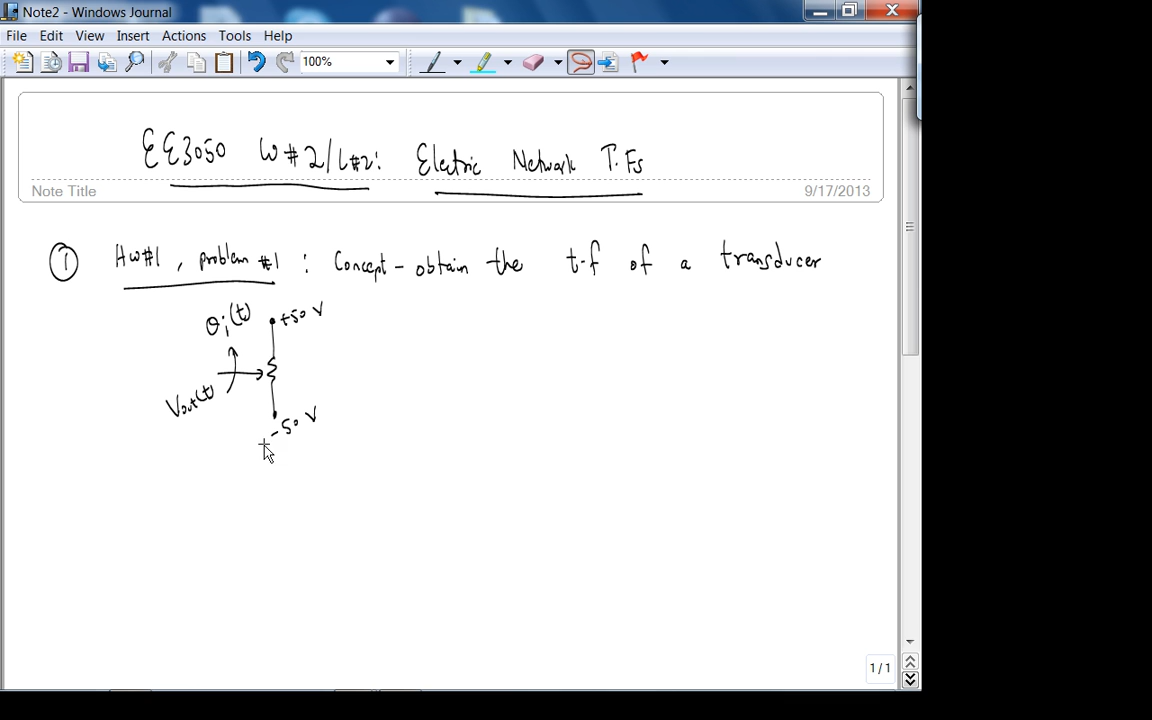 Note2 - Windows Journal
File Edit View Insert Actions Tools Help
100%
EE3050 W#2/L#2: Electric Network T.Fs
Note Title
9/17/2013
① HW#1, problem #1 : Concept - obtain the t-f of a transducer
θi(t)
+50 V
Vout(t)
-50 V
1/1